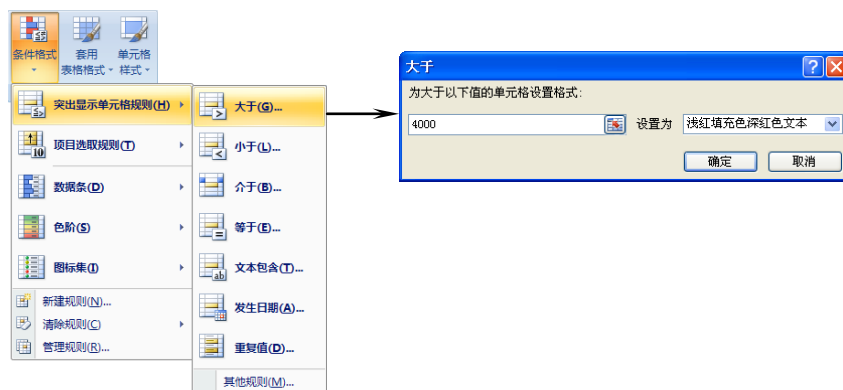 条件格式
套用
表格格式
单元格
样式
突出显示单元格规则(H)
项目选取规则(T)
数据条(D)
色阶(S)
图标集(I)
新建规则(N)...
清除规则(C)
管理规则(R)...
大于(G)...
小于(L)...
介于(B)...
等于(E)...
文本包含(T)...
发生日期(A)...
重复值(D)...
其他规则(M)...
大于
为大于以下值的单元格设置格式:
4000 设置为 浅红填充色深红色文本
确定 取消